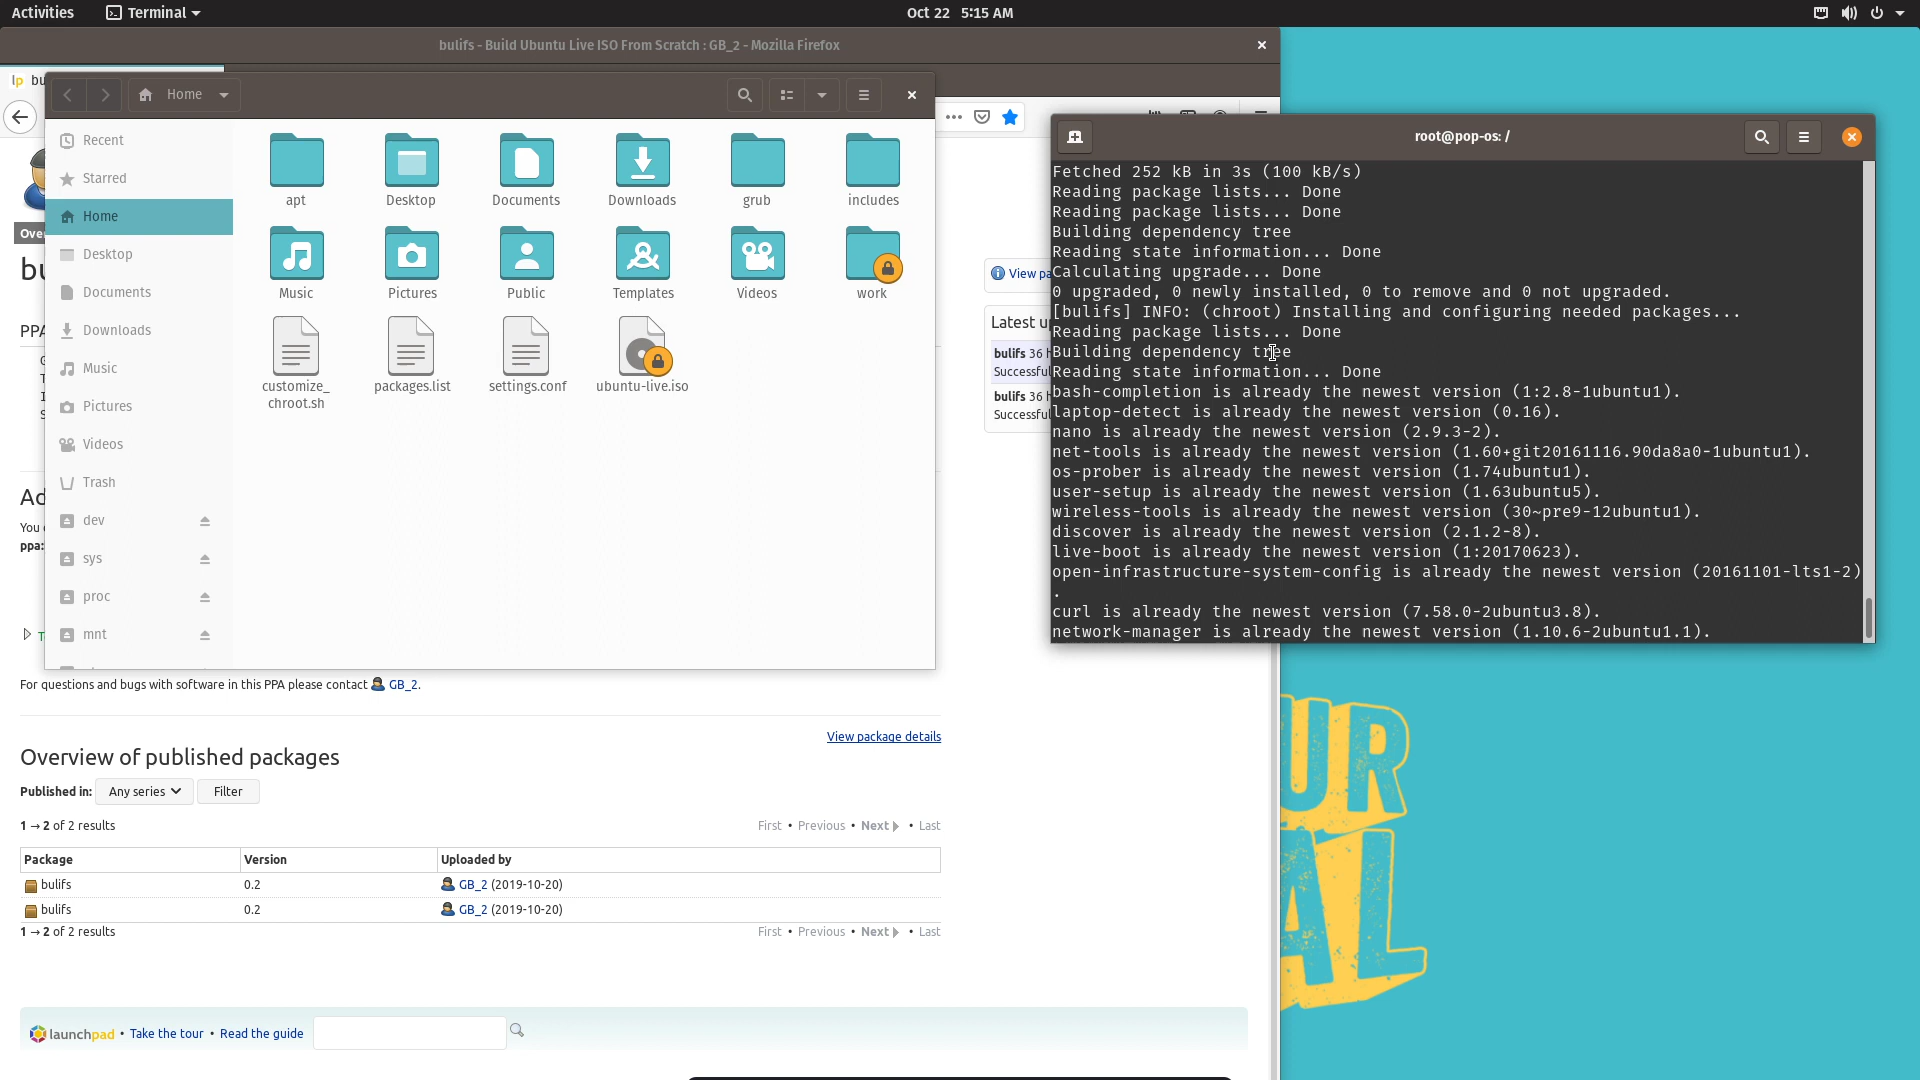 Activities
Terminal
Oct 22 5:15 AM
bulifs - Build Ubuntu Live ISO From Scratch : GB_2 - Mozilla Firefox
lp bu
Home
Recent
Starred
Home
Desktop
Documents
Downloads
Music
Pictures
Videos
Trash
dev
sys
proc
mnt
apt
Desktop
Documents
Downloads
grub
includes
Music
Pictures
Public
Templates
Videos
work
customize_
chroot.sh
packages.list
settings.conf
ubuntu-live.iso
Over
bu
PPA
Ad
You
ppa:
View pa
Latest u
bulifs 36 h
Successful
bulifs 36 h
Successful
root@pop-os: /
Fetched 252 kB in 3s (100 kB/s)
Reading package lists... Done
Reading package lists... Done
Building dependency tree
Reading state information... Done
Calculating upgrade... Done
0 upgraded, 0 newly installed, 0 to remove and 0 not upgraded.
[bulifs] INFO: (chroot) Installing and configuring needed packages...
Reading package lists... Done
Building dependency tree
Reading state information... Done
bash-completion is already the newest version (1:2.8-1ubuntu1).
laptop-detect is already the newest version (0.16).
nano is already the newest version (2.9.3-2).
net-tools is already the newest version (1.60+git20161116.90da8a0-1ubuntu1).
os-prober is already the newest version (1.74ubuntu1).
user-setup is already the newest version (1.63ubuntu5).
wireless-tools is already the newest version (30~pre9-12ubuntu1).
discover is already the newest version (2.1.2-8).
live-boot is already the newest version (1:20170623).
open-infrastructure-system-config is already the newest version (20161101-lts1-2)
.
curl is already the newest version (7.58.0-2ubuntu3.8).
network-manager is already the newest version (1.10.6-2ubuntu1.1).
For questions and bugs with software in this PPA please contact GB_2.
View package details
Overview of published packages
Published in: Any series Filter
1 → 2 of 2 results
First • Previous • Next • Last
Package Version Uploaded by
bulifs 0.2 GB_2 (2019-10-20)
bulifs 0.2 GB_2 (2019-10-20)
1 → 2 of 2 results
First • Previous • Next • Last
launchpad • Take the tour • Read the guide
UR
AL